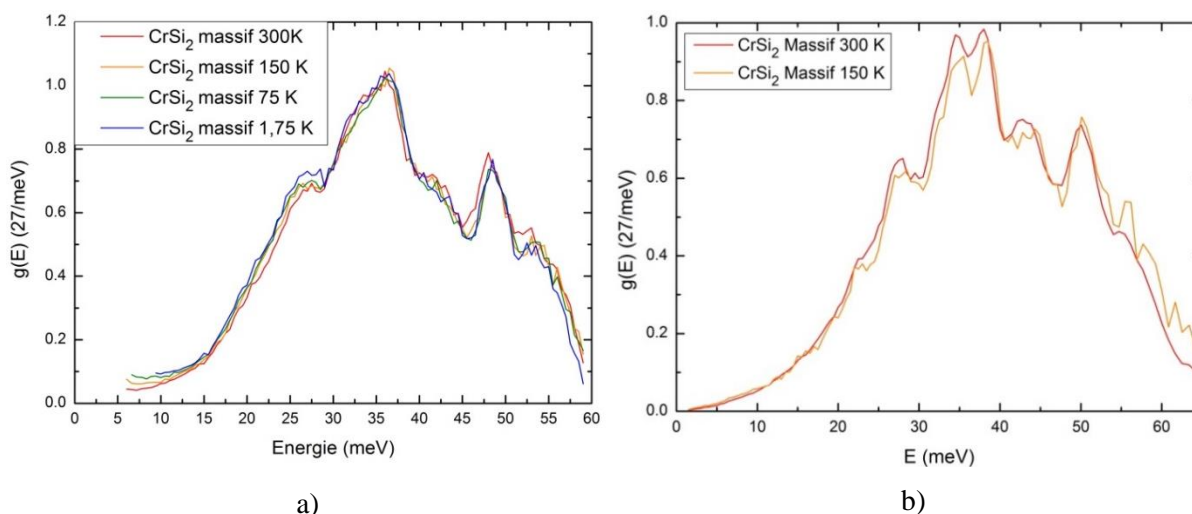 1.2
1.0
0.8
0.6
0.4
0.2
0.0
g(E) (27/meV)
CrSi₂ massif 300K
CrSi₂ massif 150 K
CrSi₂ massif 75 K
CrSi₂ massif 1,75 K
0 5 10 15 20 25 30 35 40 45 50 55 60
Energie (meV)
a)
1.0
0.8
0.6
0.4
0.2
0.0
g(E) (27/meV)
CrSi₂ Massif 300 K
CrSi₂ Massif 150 K
0 10 20 30 40 50 60
E (meV)
b)